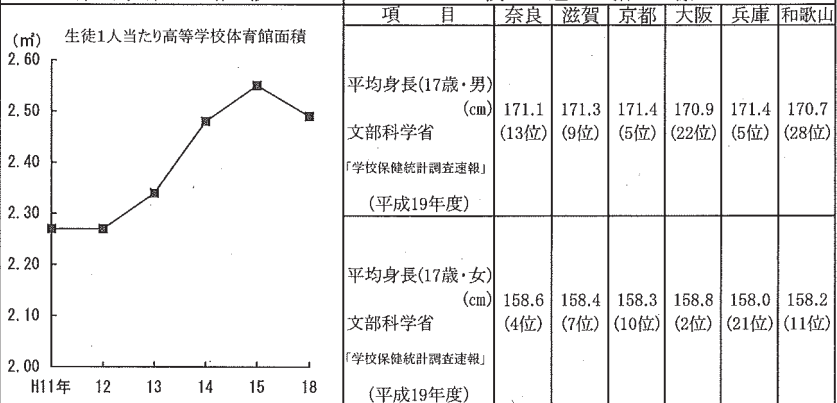 (㎡)
生徒1人当たり高等学校体育館面積
2.60
2.50
2.40
2.30
2.20
2.10
2.00
H11年 12 13 14 15 18
項 目 奈良 滋賀 京都 大阪 兵庫 和歌山
平均身長(17歳・男)
(cm) 171.1 171.3 171.4 170.9 171.4 170.7
文部科学省 (13位) (9位) (5位) (22位) (5位) (28位)
「学校保健統計調査速報」
(平成19年度)
平均身長(17歳・女)
(cm) 158.6 158.4 158.3 158.8 158.0 158.2
文部科学省 (4位) (7位) (10位) (2位) (21位) (11位)
「学校保健統計調査速報」
(平成19年度)